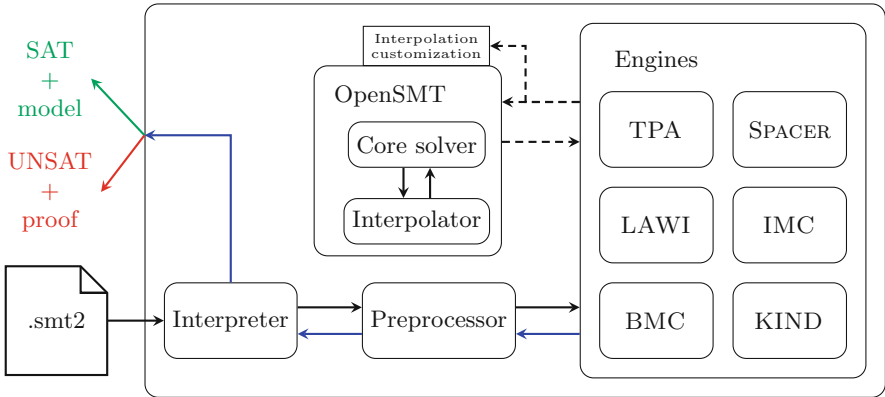 SAT
+
model
UNSAT
+
proof
.smt2
Interpreter
Preprocessor
Interpolation
customization
OpenSMT
Core solver
Interpolator
Engines
TPA
SPACER
LAWI
IMC
BMC
KIND